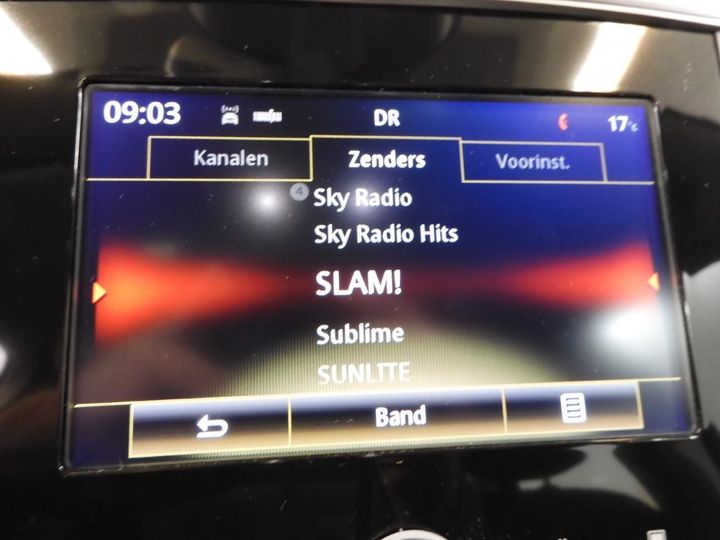 09:03 DR 17°C
Kanalen Zenders Voorinst.
4 Sky Radio
Sky Radio Hits
SLAM!
Sublime
SUNLITE
Band